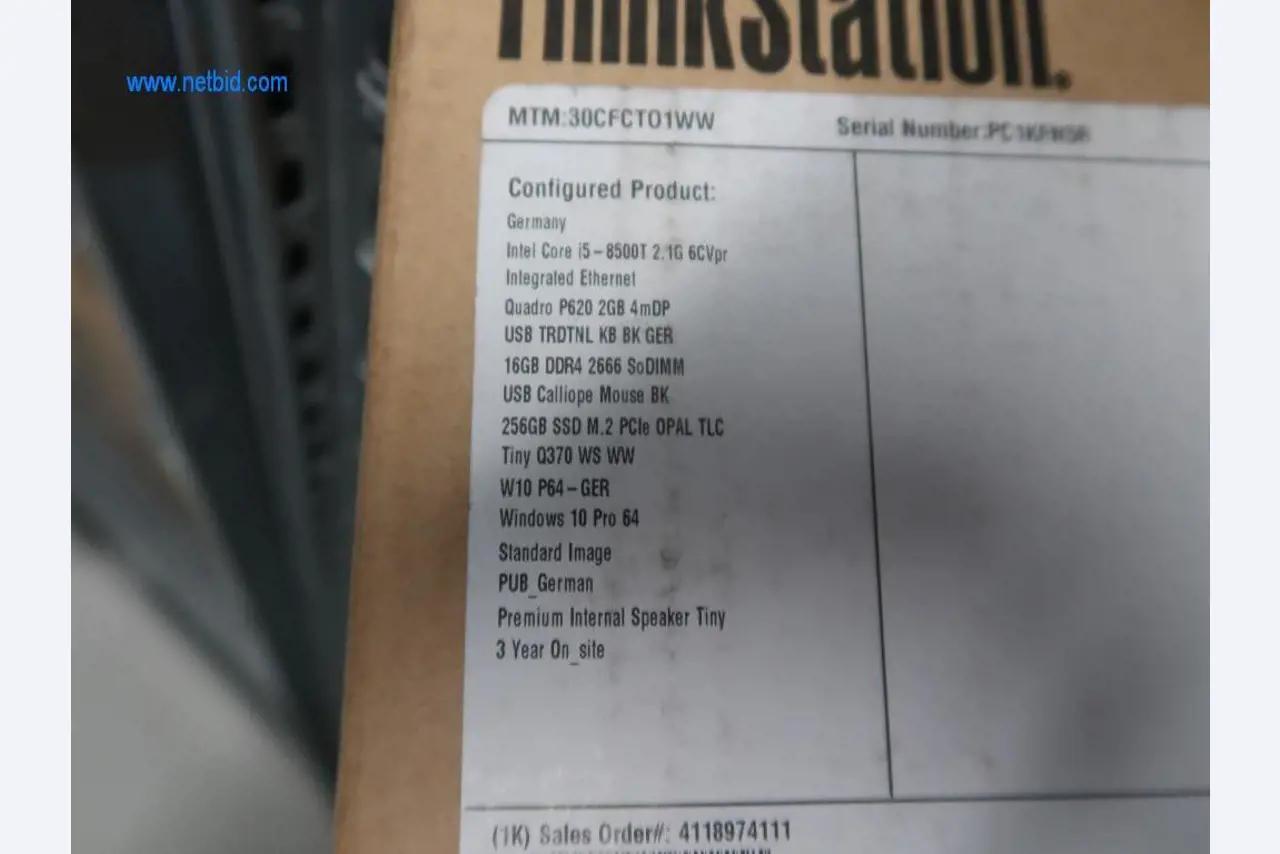 ThinkStation.
www.netbid.com
MTM:30CFCTO1WW
Serial Number:
Configured Product:
Germany
Intel Core i5-8500T 2.1G 6CVpr
Integrated Ethernet
Quadro P620 2GB 4mDP
USB TRDTNL KB BK GER
16GB DDR4 2666 SoDIMM
USB Calliope Mouse BK
256GB SSD M.2 PCIe OPAL TLC
Tiny Q370 WS WW
W10 P64-GER
Windows 10 Pro 64
Standard Image
PUB_German
Premium Internal Speaker Tiny
3 Year On_site
(1K) Sales Order#: 4118974111